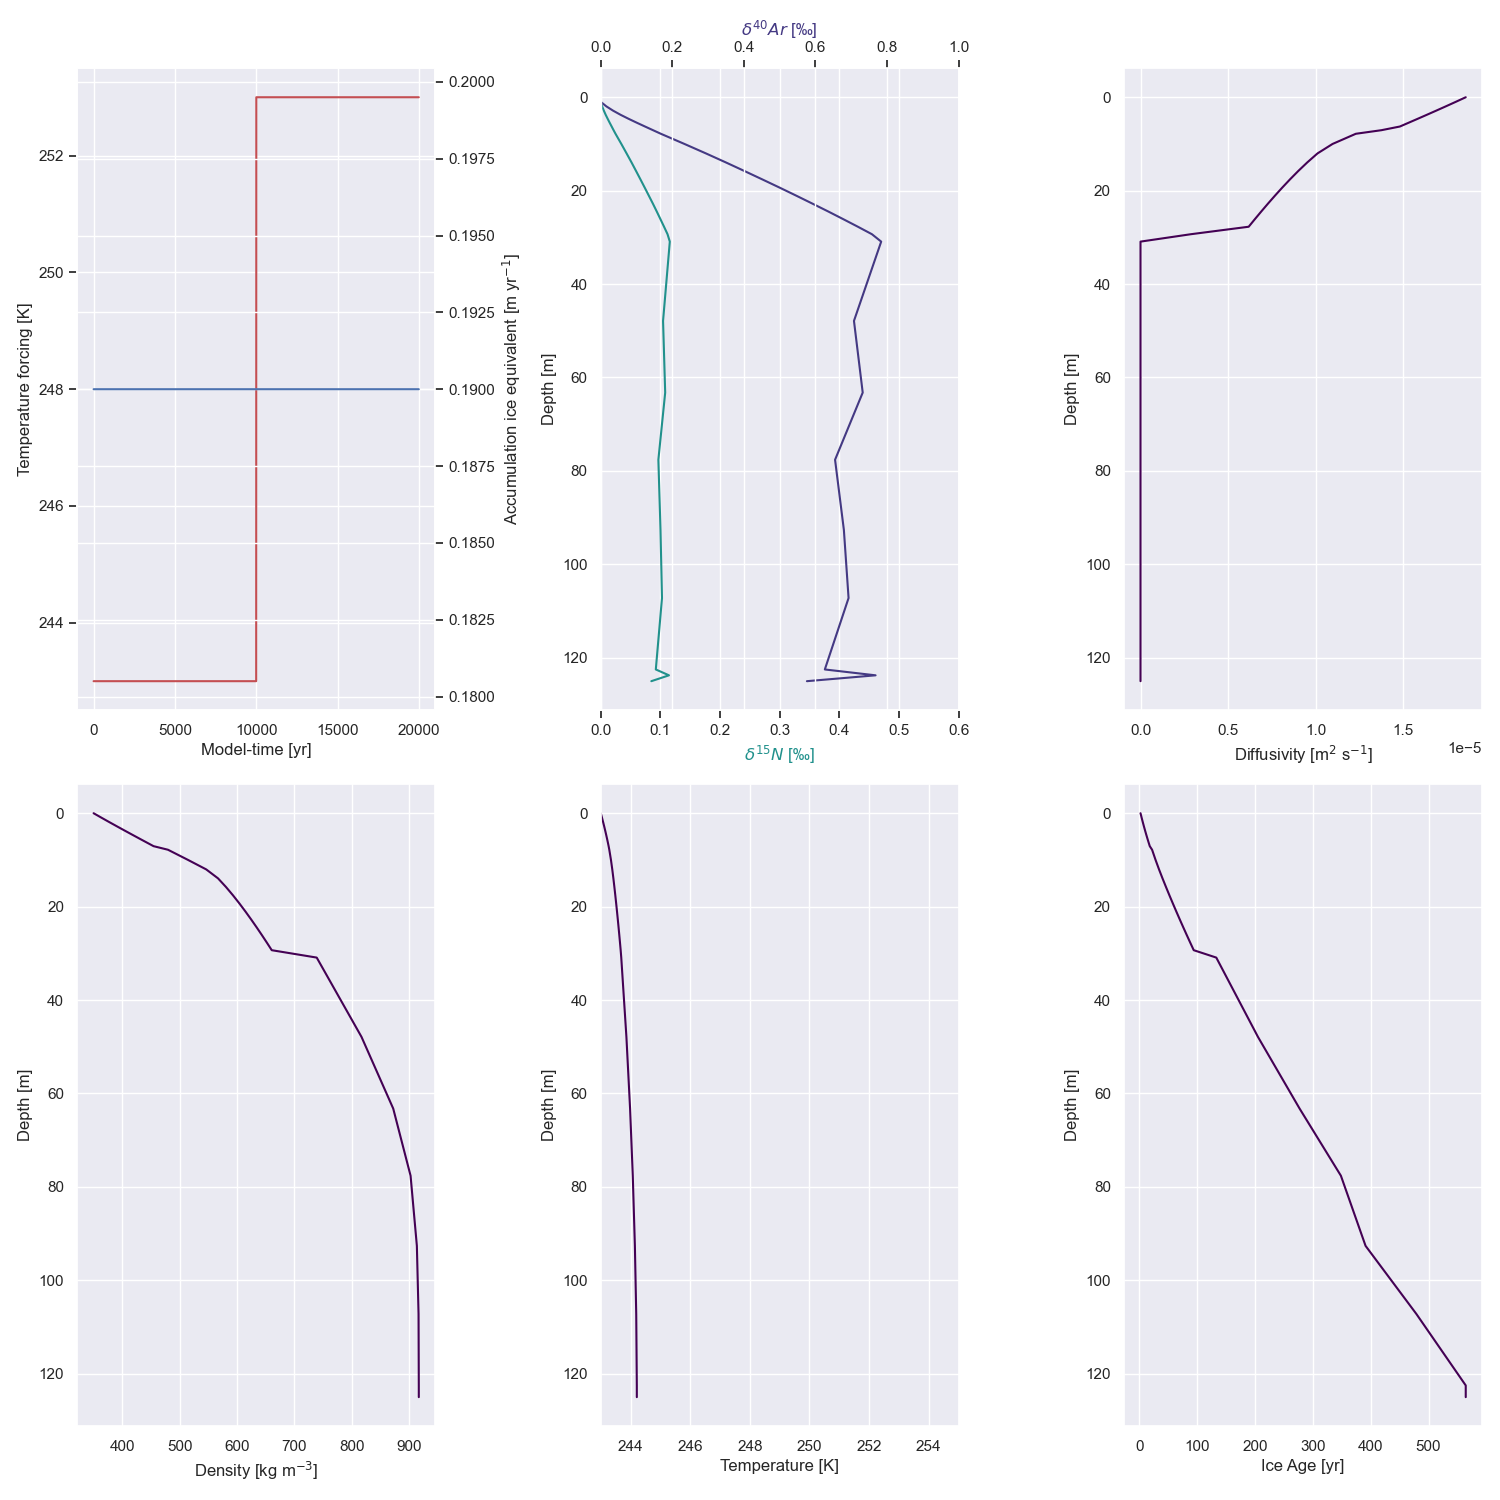 δ⁴⁰Ar [‰]
0.0 0.2 0.4 0.6 0.8 1.0
Temperature forcing [K]
252
250
248
246
244
0.2000
0.1975
0.1950
0.1925
0.1900
0.1875
0.1850
0.1825
0.1800
Accumulation ice equivalent [m yr⁻¹]
0 5000 10000 15000 20000
Model-time [yr]
Depth [m]
0
20
40
60
80
100
120
0.0 0.1 0.2 0.3 0.4 0.5 0.6
δ¹⁵N [‰]
Depth [m]
0
20
40
60
80
100
120
0.0 0.5 1.0 1.5
1e−5
Diffusivity [m² s⁻¹]
Depth [m]
0
20
40
60
80
100
120
400 500 600 700 800 900
Density [kg m⁻³]
Depth [m]
0
20
40
60
80
100
120
244 246 248 250 252 254
Temperature [K]
Depth [m]
0
20
40
60
80
100
120
0 100 200 300 400 500
Ice Age [yr]